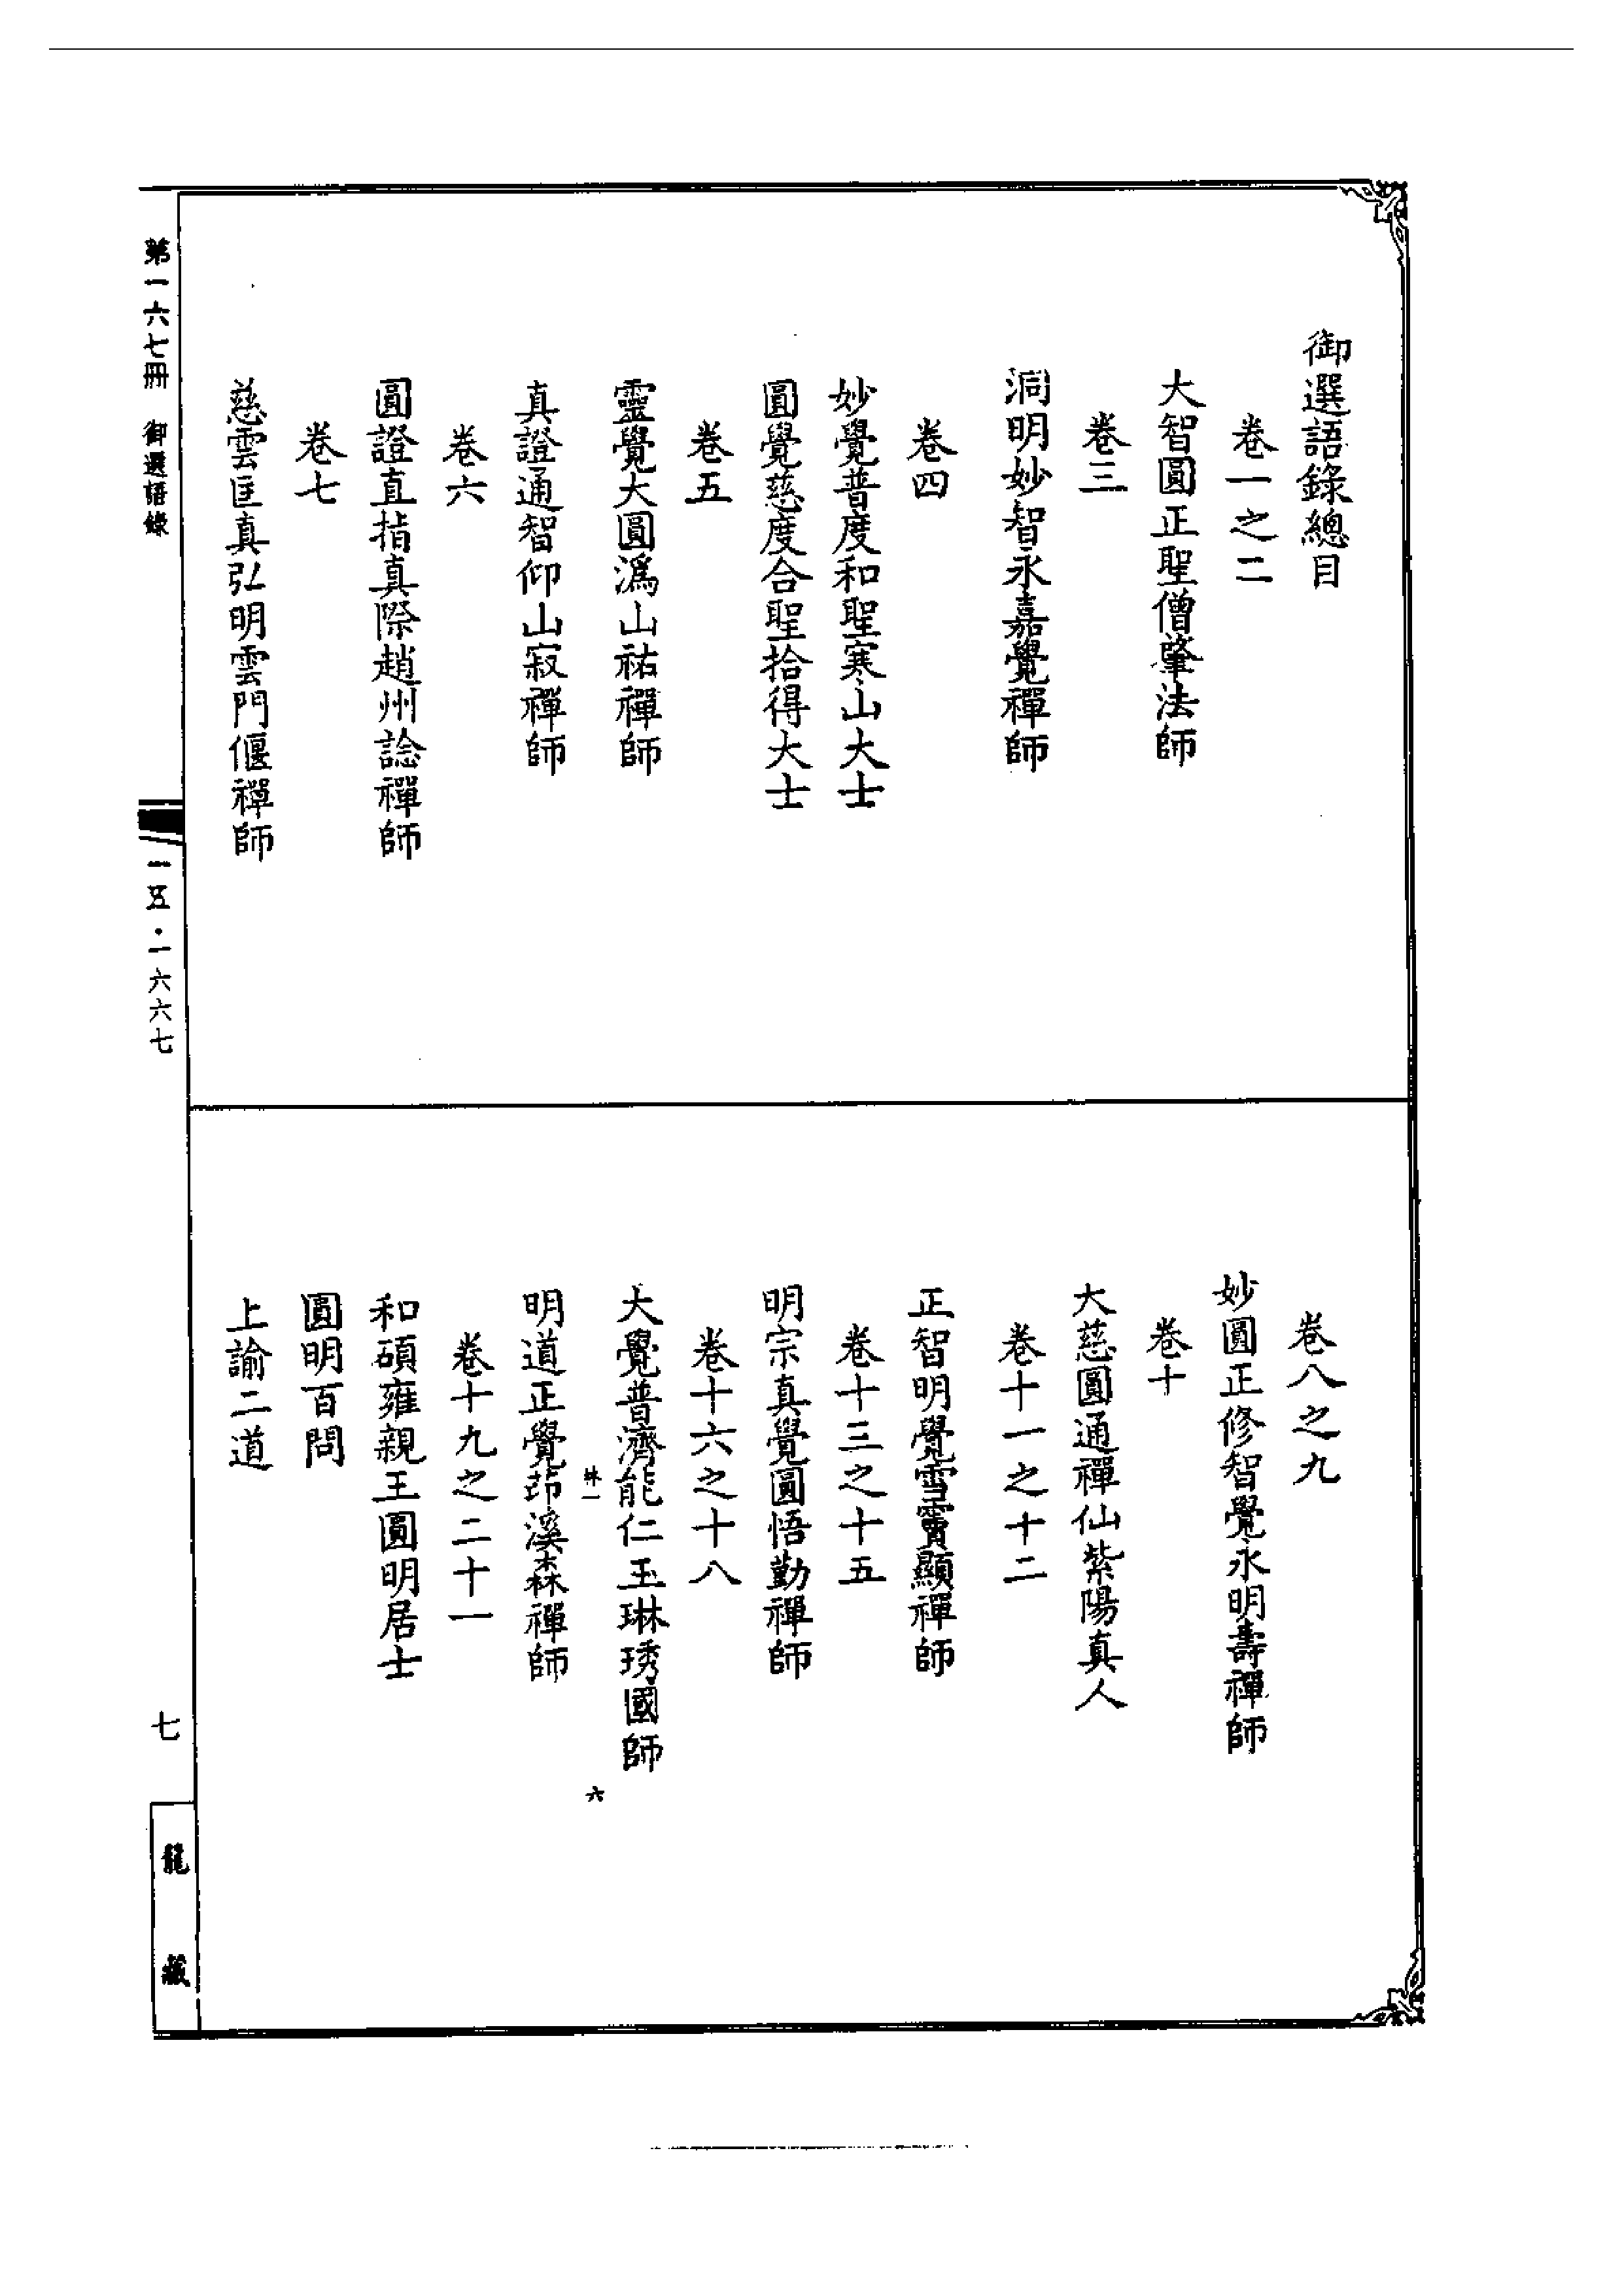 御選語錄總目
卷一之二
大智圓正聖僧肇法師
卷三
洞明妙智永嘉覺禪師
卷四
妙覺普度和聖寒山大士
圓覺慈度合聖拾得大士
卷五
靈覺大圓溈山祐禪師
真證通智仰山寂禪師
卷六
圓證直指真際趙州諗禪師
卷七
慈雲匡真弘明雲門偃禪師
卷八之九
妙圓正修智覺永明壽禪師
卷十
大慈圓通禪仙紫陽真人
卷十一之十二
正智明覺雪竇顯禪師
卷十三之十五
明宗真覺圓悟勤禪師
卷十六之十八
大覺普濟能仁玉琳琇國師
六
明道正覺茆溪森禪師
卷十九之二十一
和碩雍親王圓明居士
圓明百問
上諭二道
第一六七冊 御選語錄
一五·一六六七
七
龍藏